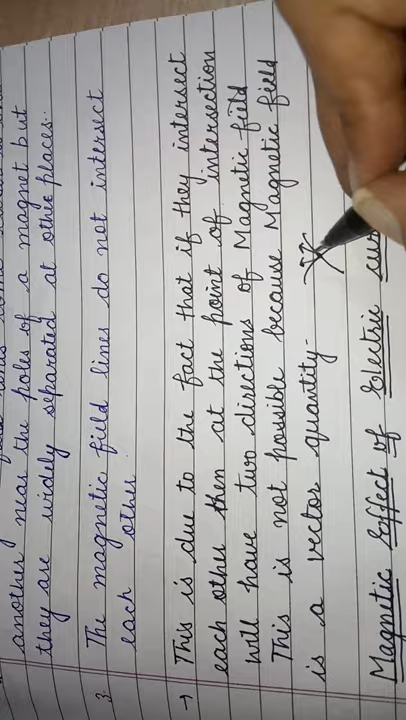 another near the poles of a magnet but
they are widely separated at other places..
3. The magnetic field lines do not intersect
each other.
→ This is due to the fact that if they intersect
each other then at the point of intersection
will have two directions of Magnetic field
This is not possible because Magnetic field
is a vector quantity-
Magnetic Effect of Electric